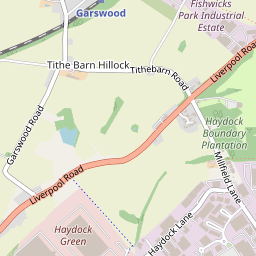 Garswood
Fishwicks
Park Industrial
Estate
Tithe Barn Hillock
Tithebarn Road
Liverpool Road
Garswood Road
Haydock
Boundary
Plantation
Millfield Lane
Liverpool Road
Haydock
Green
Haydock Lane